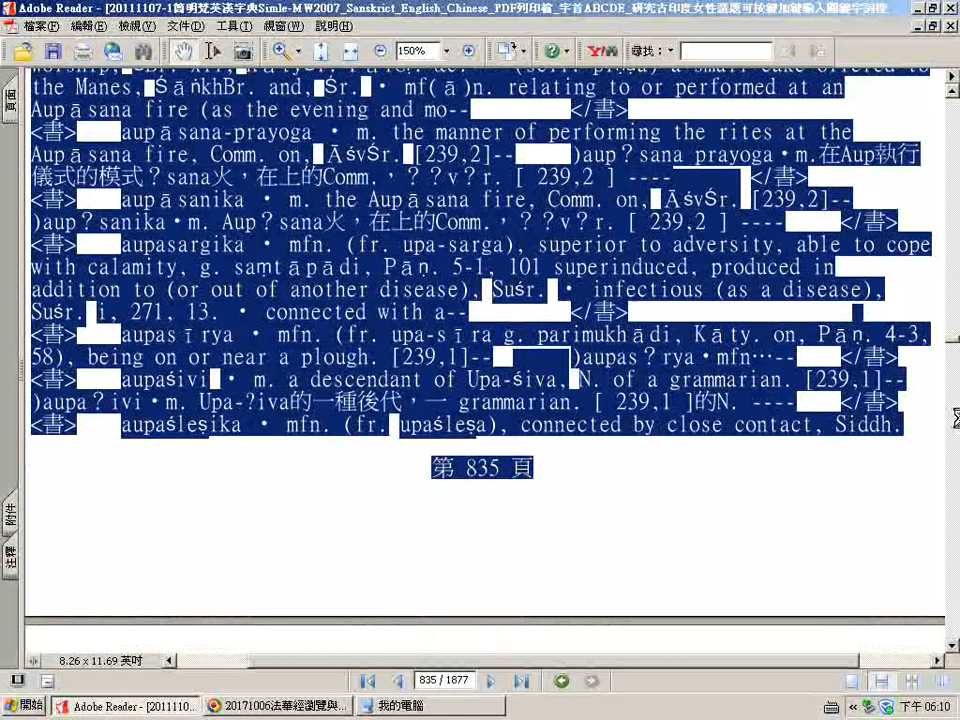 Adobe Reader - [20111107-1簡明梵英漢字典Simle-MW2007_Sanskrict_English_Chinese_PDF列印檔_字首ABCDE_研究古印度女性議題可按鍵加鍵輸入關鍵字詞搜
檔案(F) 編輯(E) 檢視(V) 文件(D) 工具(T) 視窗(W) 說明(H)
150% 尋找：
頁面
the Manes, ŚāṅkhBr. and, Śr. · mf(ā)n. relating to or performed at an
Aupāsana fire (as the evening and mo-- </書>
<書> aupāsana-prayoga · m. the manner of performing the rites at the
Aupāsana fire, Comm. on, ĀśvŚr. [239,2]-- )aup？sana prayoga·m.在Aup執行
儀式的模式？sana火，在上的Comm.，？？v？r. [ 239,2 ] ---- </書>
<書> aupāsanika · m. the Aupāsana fire, Comm. on, ĀśvŚr. [239,2]--
)aup？sanika·m. Aup？sana火，在上的Comm.，？？v？r. [ 239,2 ] ---- </書>
<書> aupasargika · mfn. (fr. upa-sarga), superior to adversity, able to cope
with calamity, g. saṃtāpādi, Pāṇ. 5-1, 101 superinduced, produced in
addition to (or out of another disease), Suśr. · infectious (as a disease),
Suśr. i, 271, 13. · connected with a-- </書>
<書> aupasīrya · mfn. (fr. upa-sīra g. parimukhādi, Kāty. on, Pāṇ. 4-3,
58), being on or near a plough. [239,1]-- )aupas？rya·mfn…-- </書>
<書> aupaśivi · m. a descendant of Upa-śiva, N. of a grammarian. [239,1]--
)aupa？ivi·m. Upa-?iva的一種後代，一 grammarian. [ 239,1 ]的N. ---- </書>
<書> aupaśleṣika · mfn. (fr. upaśleṣa), connected by close contact, Siddh.
第 835 頁
附件
注釋
8.26 x 11.69 英吋
835 / 1877
開始 Adobe Reader - [2011110... 20171006法華經瀏覽與... 我的電腦 下午 06:10